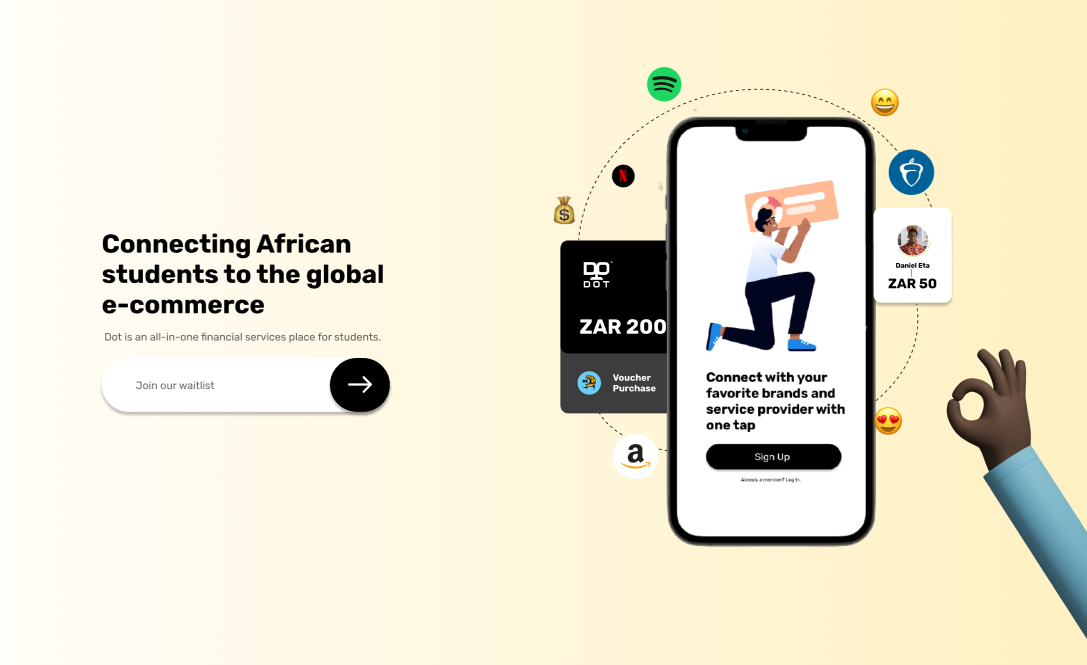 Connecting African
students to the global
e-commerce
Dot is an all-in-one financial services place for students.
Join our waitlist
N
DOT
ZAR 200
Voucher
Purchase
a
Connect with your
favorite brands and
service provider with
one tap
Sign Up
Already a member? Log In.
Daniel Eta
ZAR 50